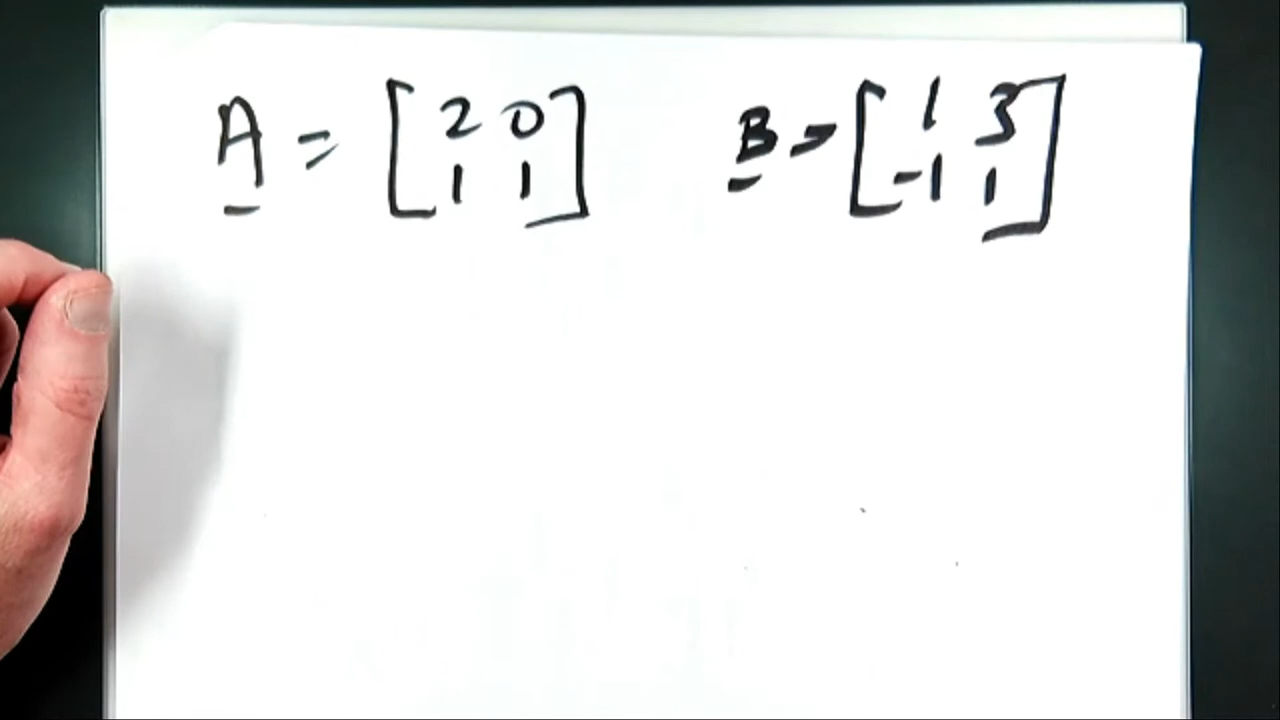 A = [2 0] B = [1 3]
[1 1] [-1 1]